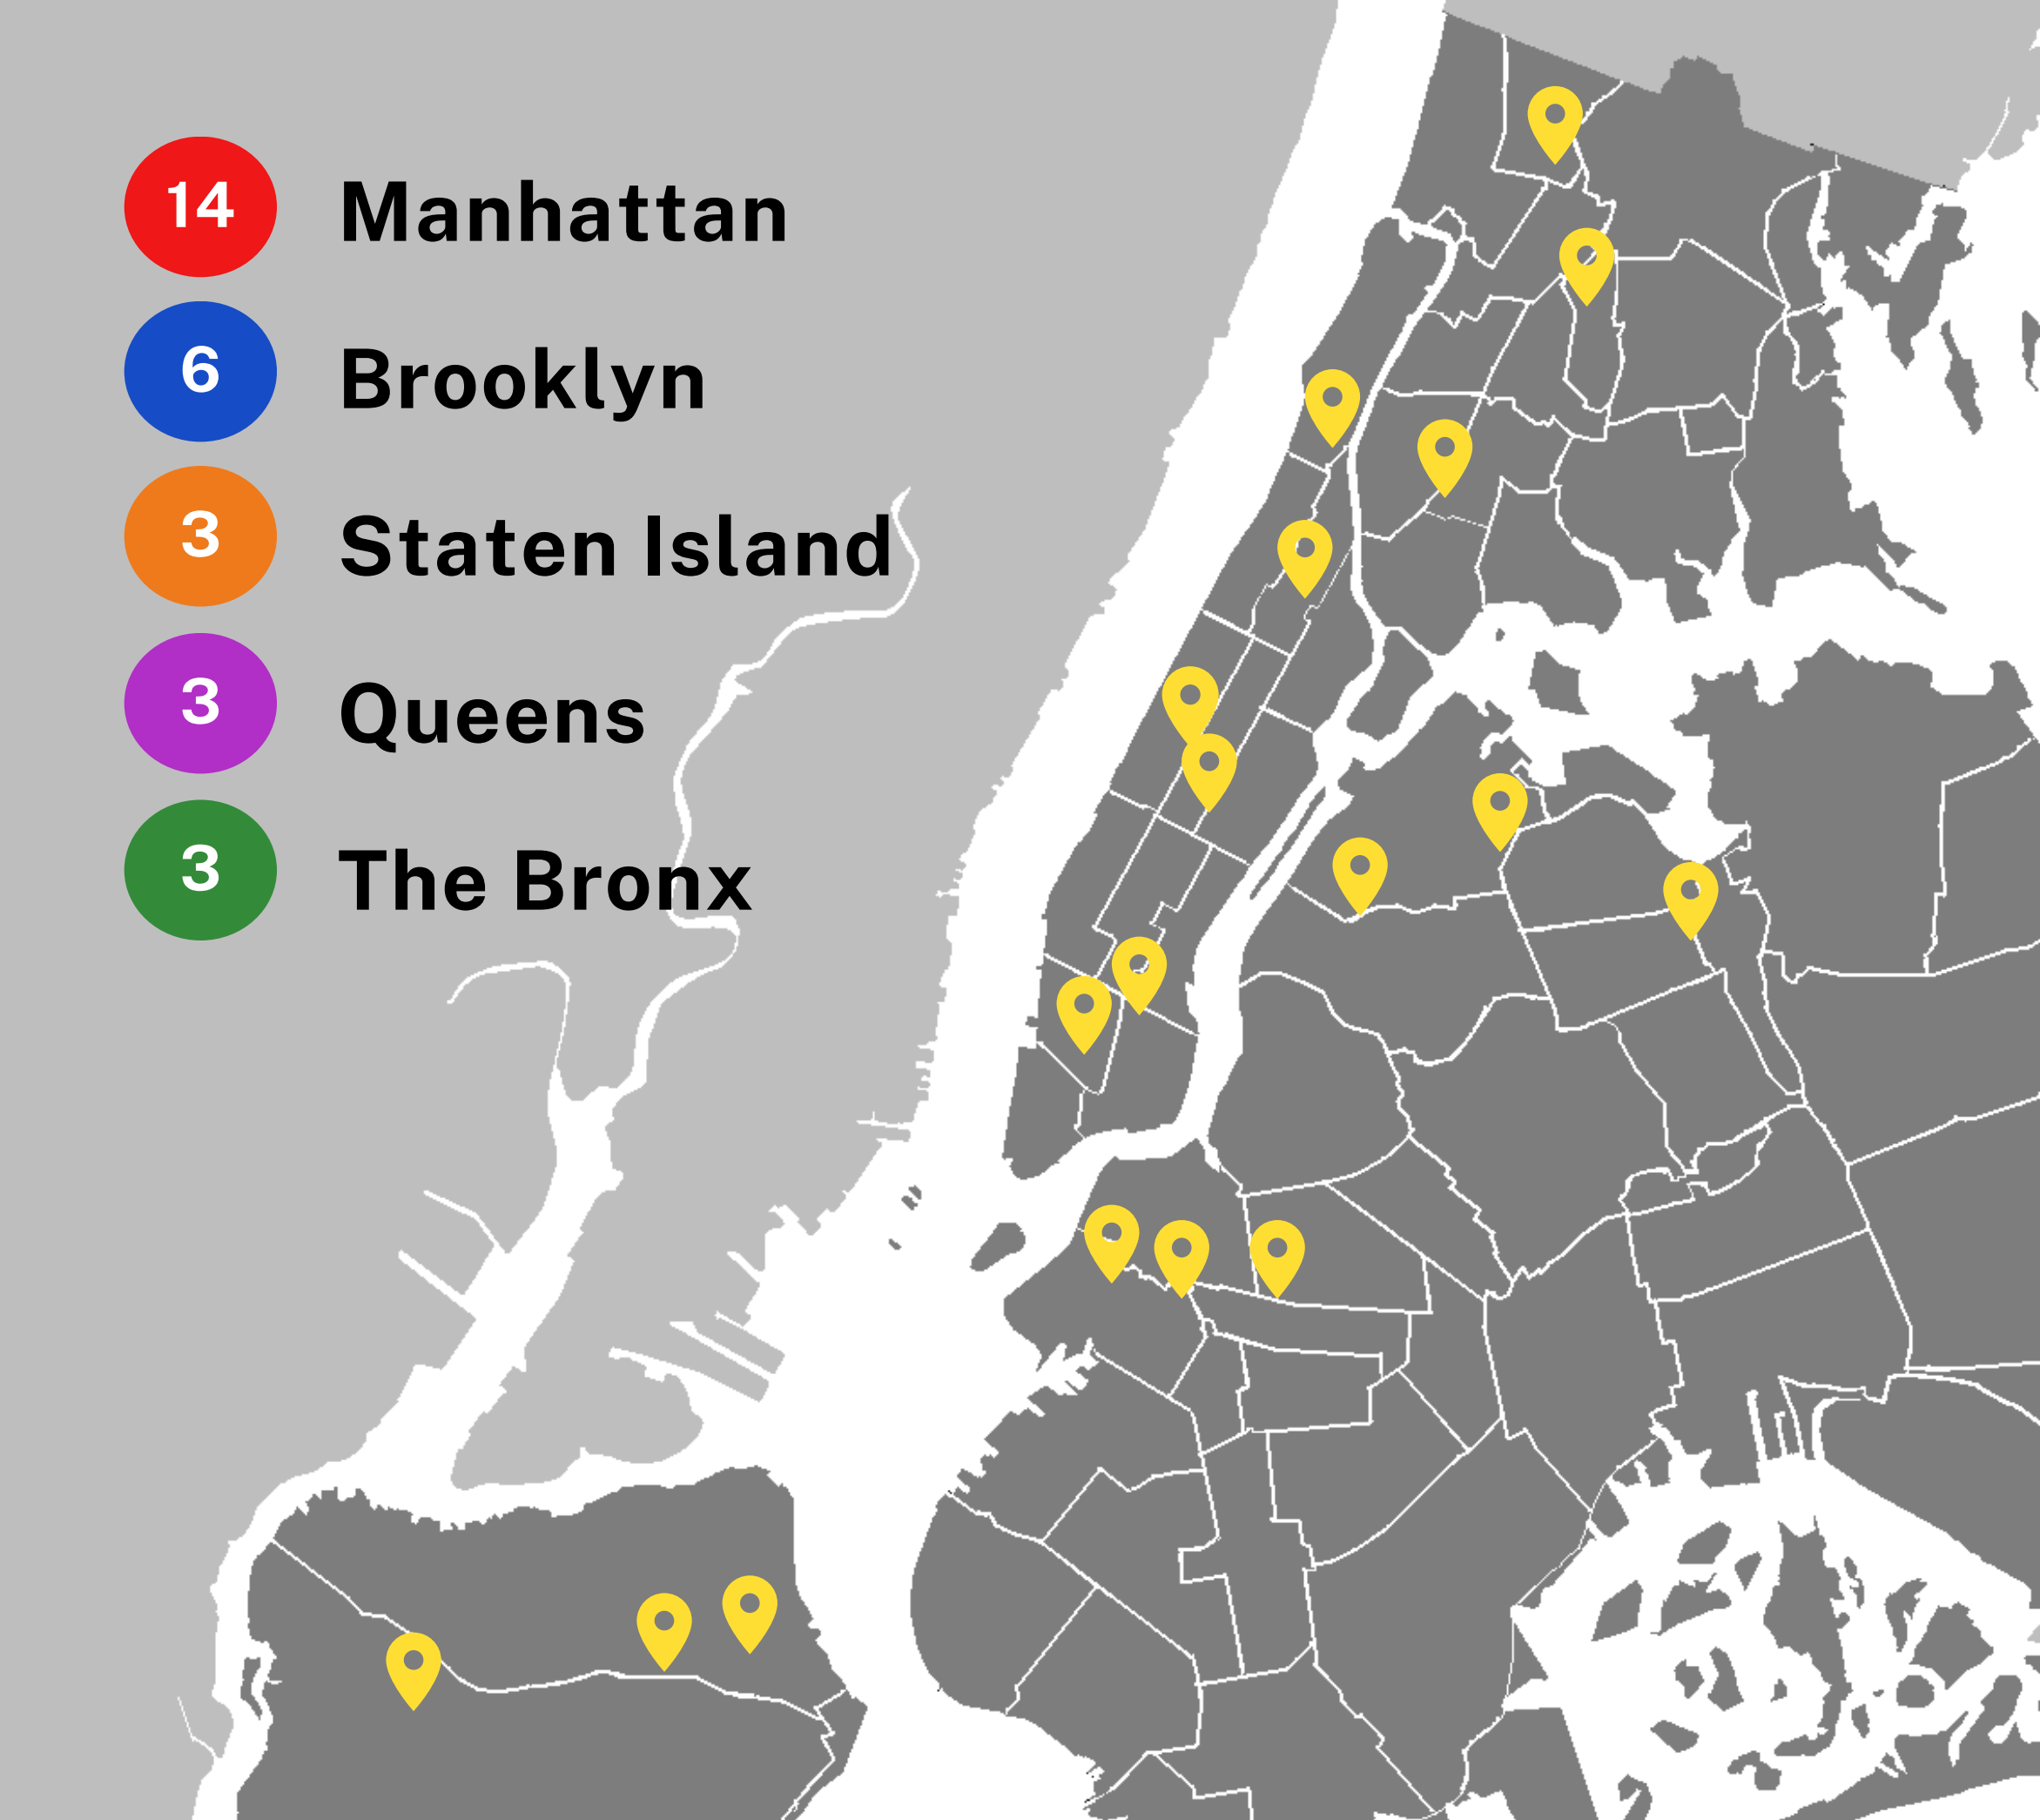 14 Manhattan
6 Brooklyn
3 Staten Island
3 Queens
3 The Bronx